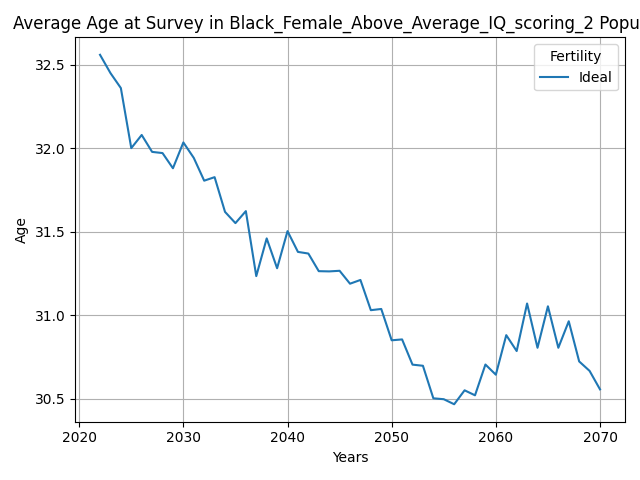 Average Age at Survey in Black_Female_Above_Average_IQ_scoring_2 Popu
Fertility
Ideal
32.5
32.0
31.5
31.0
30.5
Age
2020 2030 2040 2050 2060 2070
Years